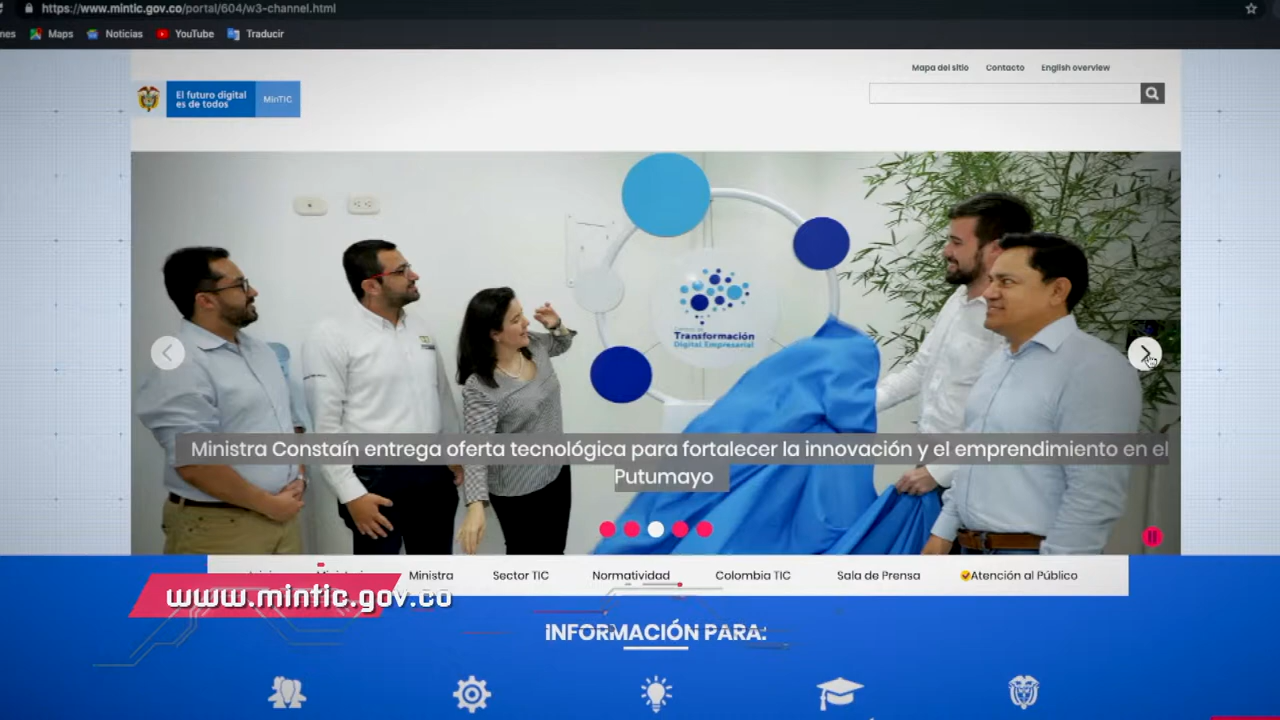 https://www.mintic.gov.co/portal/604/w3-channel.html
Maps
Noticias
YouTube
Traducir
Mapa del sitio
Contacto
English overview
El futuro digital
es de todos
MinTIC
Transformación
Digital Empresarial
Ministra Constaín entrega oferta tecnológica para fortalecer la innovación y el emprendimiento en el
Putumayo
Ministra
Sector TIC
Normatividad
Colombia TIC
Sala de Prensa
Atención al Público
www.mintic.gov.co
INFORMACIÓN PARA: